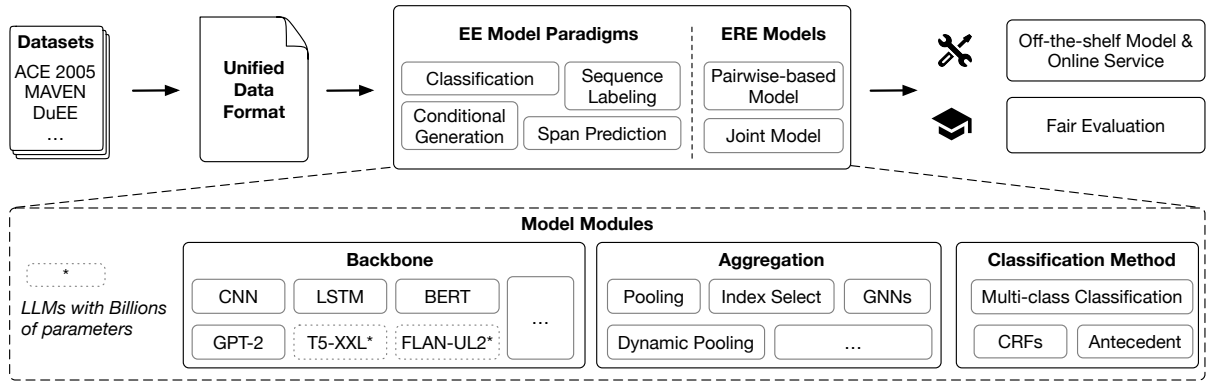 Datasets
ACE 2005
MAVEN
DuEE
...
Unified
Data
Format
EE Model Paradigms
Classification
Sequence
Labeling
Conditional
Generation
Span Prediction
ERE Models
Pairwise-based
Model
Joint Model
Off-the-shelf Model &
Online Service
Fair Evaluation
Model Modules
*
LLMs with Billions
of parameters
Backbone
CNN
LSTM
BERT
GPT-2
T5-XXL*
FLAN-UL2*
...
Aggregation
Pooling
Index Select
GNNs
Dynamic Pooling
...
Classification Method
Multi-class Classification
CRFs
Antecedent